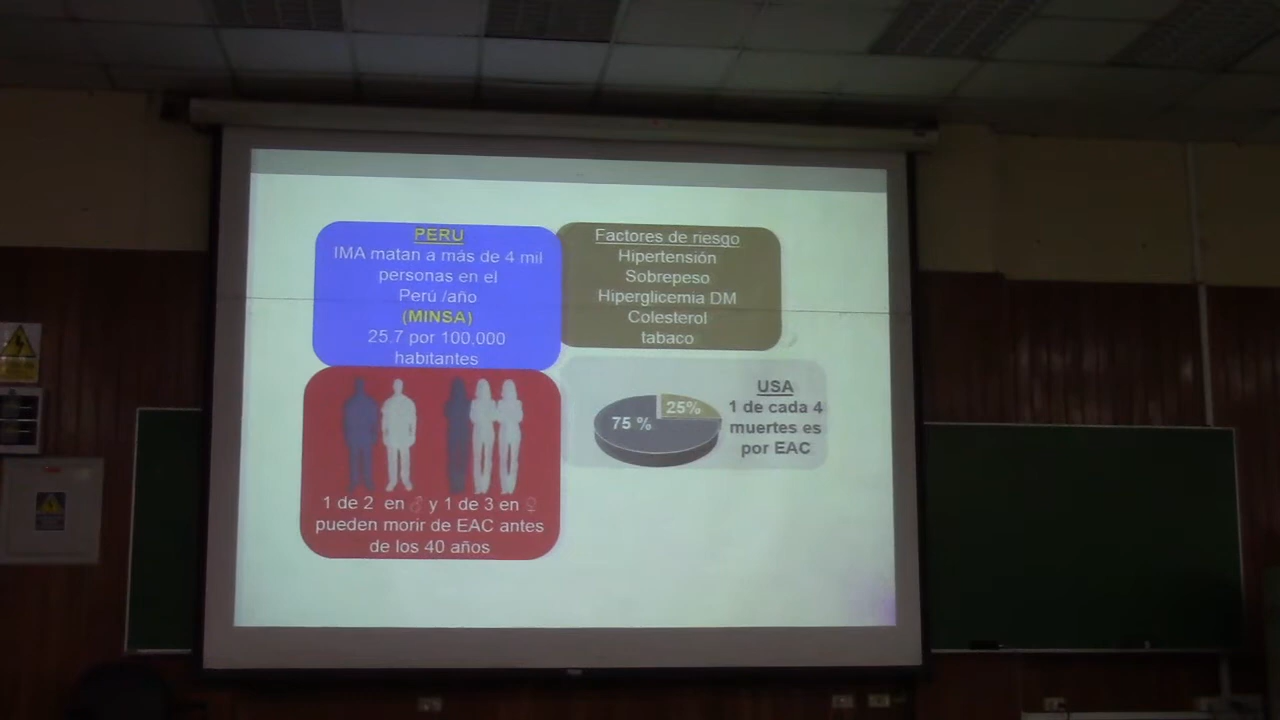 PERU
IMA matan a más de 4 mil
personas en el
Perú /año
(MINSA)
25,7 por 100,000
habitantes
Factores de riesgo
Hipertensión
Sobrepeso
Hiperglicemia DM
Colesterol
tabaco
1 de 2 en ♂ y 1 de 3 en ♀
pueden morir de EAC antes
de los 40 años
75 %
25%
USA
1 de cada 4
muertes es
por EAC